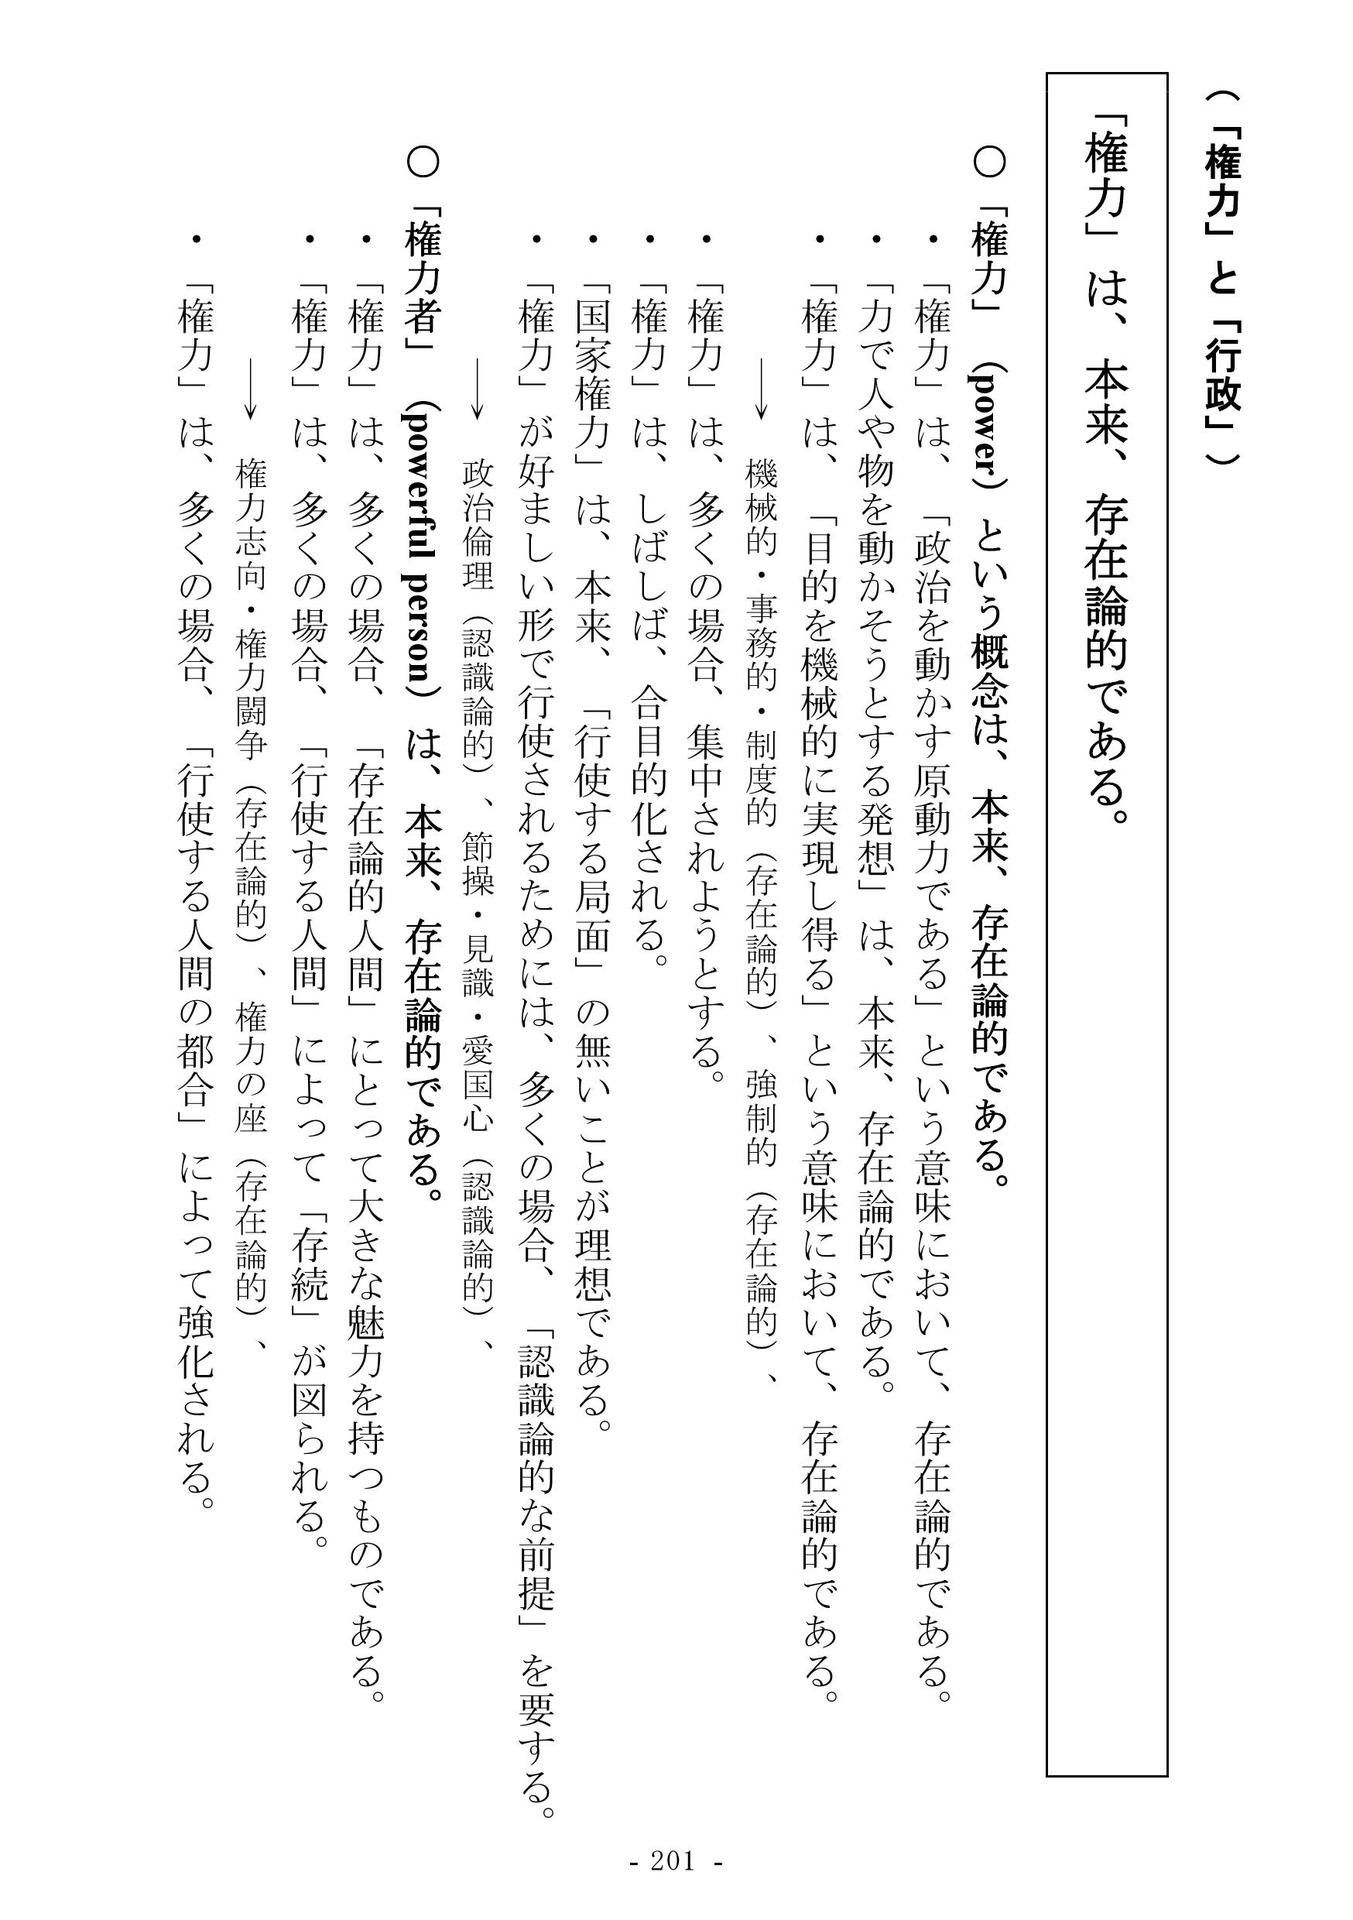 （「権力」と「行政」）
「権力」は、本来、存在論的である。
○「権力」（power）という概念は、本来、存在論的である。
・「権力」は、「政治を動かす原動力である」という意味において、存在論的である。
・「力で人や物を動かそうとする発想」は、本来、存在論的である。
・「権力」は、「目的を機械的に実現し得る」という意味において、存在論的である。
→ 機械的・事務的・制度的（存在論的）、強制的（存在論的）、
・「権力」は、多くの場合、集中されようとする。
・「権力」は、しばしば、合目的化される。
・「国家権力」は、本来、「行使する局面」の無いことが理想である。
・「権力」が好ましい形で行使されるためには、多くの場合、「認識論的な前提」を要する。
→ 政治倫理（認識論的）、節操・見識・愛国心（認識論的）、
○「権力者」（powerful person）は、本来、存在論的である。
・「権力」は、多くの場合、「存在論的人間」にとって大きな魅力を持つものである。
・「権力」は、多くの場合、「行使する人間」によって「存続」が図られる。
→ 権力志向・権力闘争（存在論的）、権力の座（存在論的）、
・「権力」は、多くの場合、「行使する人間の都合」によって強化される。
- 201 -